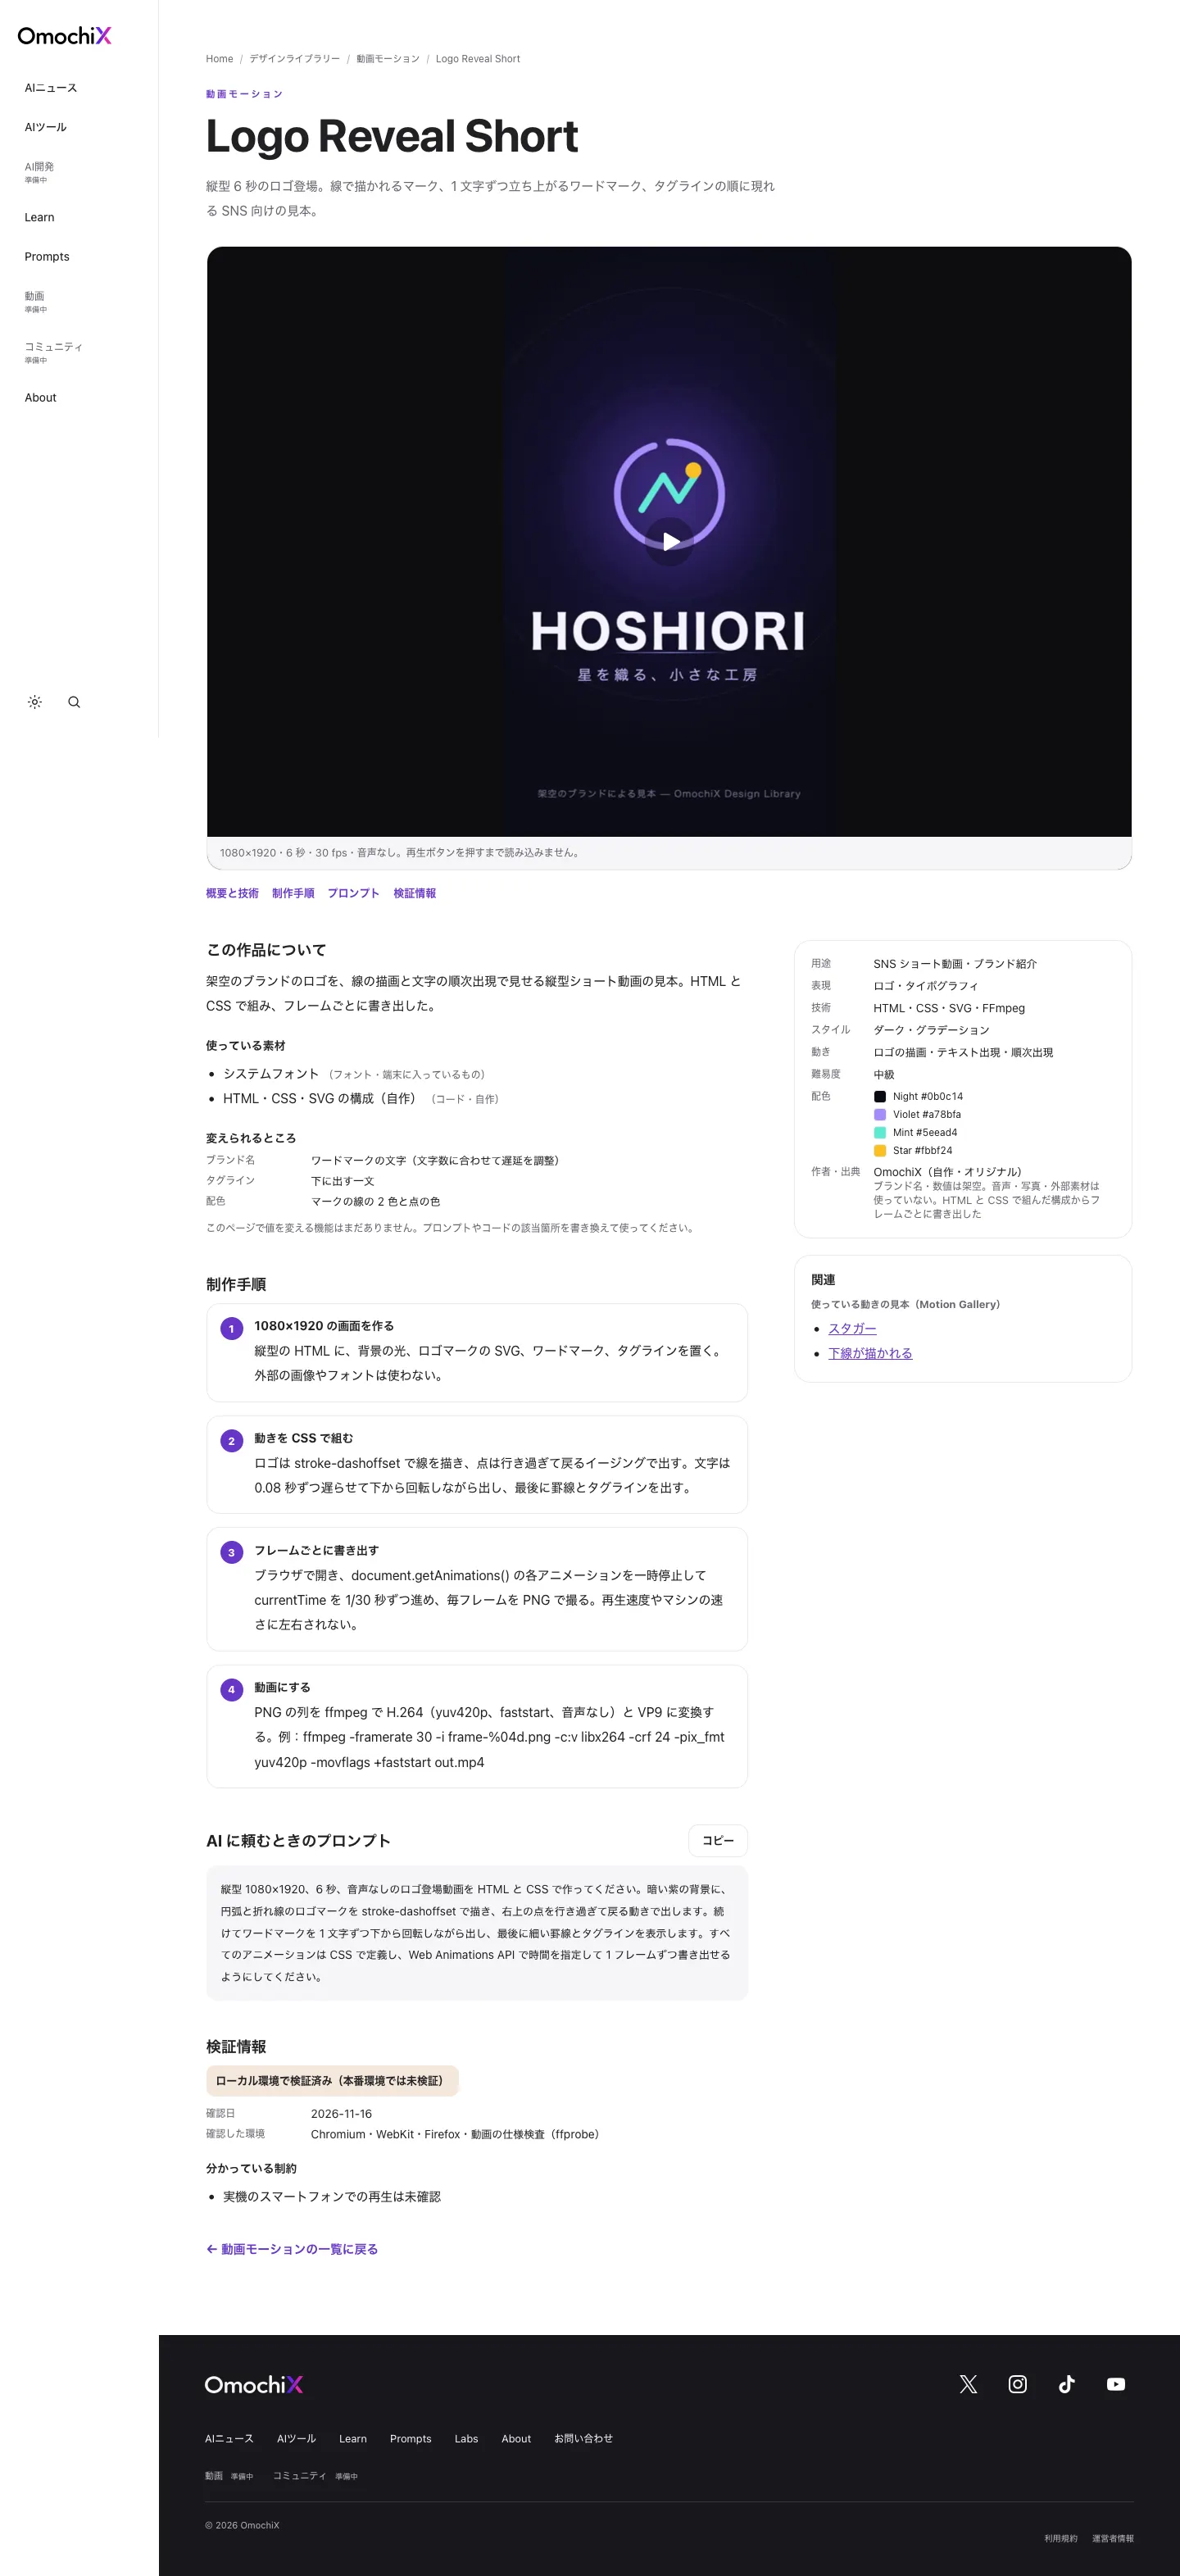 OmochiX
AIニュース
AIツール
AI開発
準備中
Learn
Prompts
動画
準備中
コミュニティ
準備中
About
Home / デザインライブラリー / 動画モーション / Logo Reveal Short
動画モーション
Logo Reveal Short
縦型 6 秒のロゴ登場。線で描かれるマーク、1 文字ずつ立ち上がるワードマーク、タグラインの順に現れ
る SNS 向けの見本。
HOSHIORI
星を織る、小さな工房
架空のブランドによる見本 — OmochiX Design Library
1080×1920・6 秒・30 fps・音声なし。再生ボタンを押すまで読み込みません。
概要と技術 制作手順 プロンプト 検証情報
この作品について
架空のブランドのロゴを、線の描画と文字の順次出現で見せる縦型ショート動画の見本。HTML と
CSS で組み、フレームごとに書き出した。
使っている素材
• システムフォント （フォント・端末に入っているもの）
• HTML・CSS・SVG の構成（自作） （コード・自作）
変えられるところ
ブランド名 ワードマークの文字（文字数に合わせて遅延を調整）
タグライン 下に出す一文
配色 マークの線の 2 色と点の色
このページで値を変える機能はまだありません。プロンプトやコードの該当箇所を書き換えて使ってください。
制作手順
1 1080×1920 の画面を作る
縦型の HTML に、背景の光、ロゴマークの SVG、ワードマーク、タグラインを置く。
外部の画像やフォントは使わない。
2 動きを CSS で組む
ロゴは stroke-dashoffset で線を描き、点は行き過ぎて戻るイージングで出す。文字は
0.08 秒ずつ遅らせて下から回転しながら出し、最後に罫線とタグラインを出す。
3 フレームごとに書き出す
ブラウザで開き、document.getAnimations() の各アニメーションを一時停止して
currentTime を 1/30 秒ずつ進め、毎フレームを PNG で撮る。再生速度やマシンの速
さに左右されない。
4 動画にする
PNG の列を ffmpeg で H.264（yuv420p、faststart、音声なし）と VP9 に変換す
る。例：ffmpeg -framerate 30 -i frame-%04d.png -c:v libx264 -crf 24 -pix_fmt
yuv420p -movflags +faststart out.mp4
AI に頼むときのプロンプト
コピー
縦型 1080×1920、6 秒、音声なしのロゴ登場動画を HTML と CSS で作ってください。暗い紫の背景に、
円弧と折れ線のロゴマークを stroke-dashoffset で描き、右上の点を行き過ぎて戻る動きで出します。続
けてワードマークを 1 文字ずつ下から回転しながら出し、最後に細い罫線とタグラインを表示します。すべ
てのアニメーションは CSS で定義し、Web Animations API で時間を指定して 1 フレームずつ書き出せる
ようにしてください。
検証情報
ローカル環境で検証済み（本番環境では未検証）
確認日 2026-11-16
確認した環境 Chromium・WebKit・Firefox・動画の仕様検査（ffprobe）
分かっている制約
• 実機のスマートフォンでの再生は未確認
← 動画モーションの一覧に戻る
用途 SNS ショート動画・ブランド紹介
表現 ロゴ・タイポグラフィ
技術 HTML・CSS・SVG・FFmpeg
スタイル ダーク・グラデーション
動き ロゴの描画・テキスト出現・順次出現
難易度 中級
配色 Night #0b0c14
Violet #a78bfa
Mint #5eead4
Star #fbbf24
作者・出典 OmochiX（自作・オリジナル）
ブランド名・数値は架空。音声・写真・外部素材は
使っていない。HTML と CSS で組んだ構成からフ
レームごとに書き出した
関連
使っている動きの見本（Motion Gallery）
• スタガー
• 下線が描かれる
OmochiX
AIニュース AIツール Learn Prompts Labs About お問い合わせ
動画 準備中 コミュニティ 準備中
© 2026 OmochiX
利用規約 運営者情報